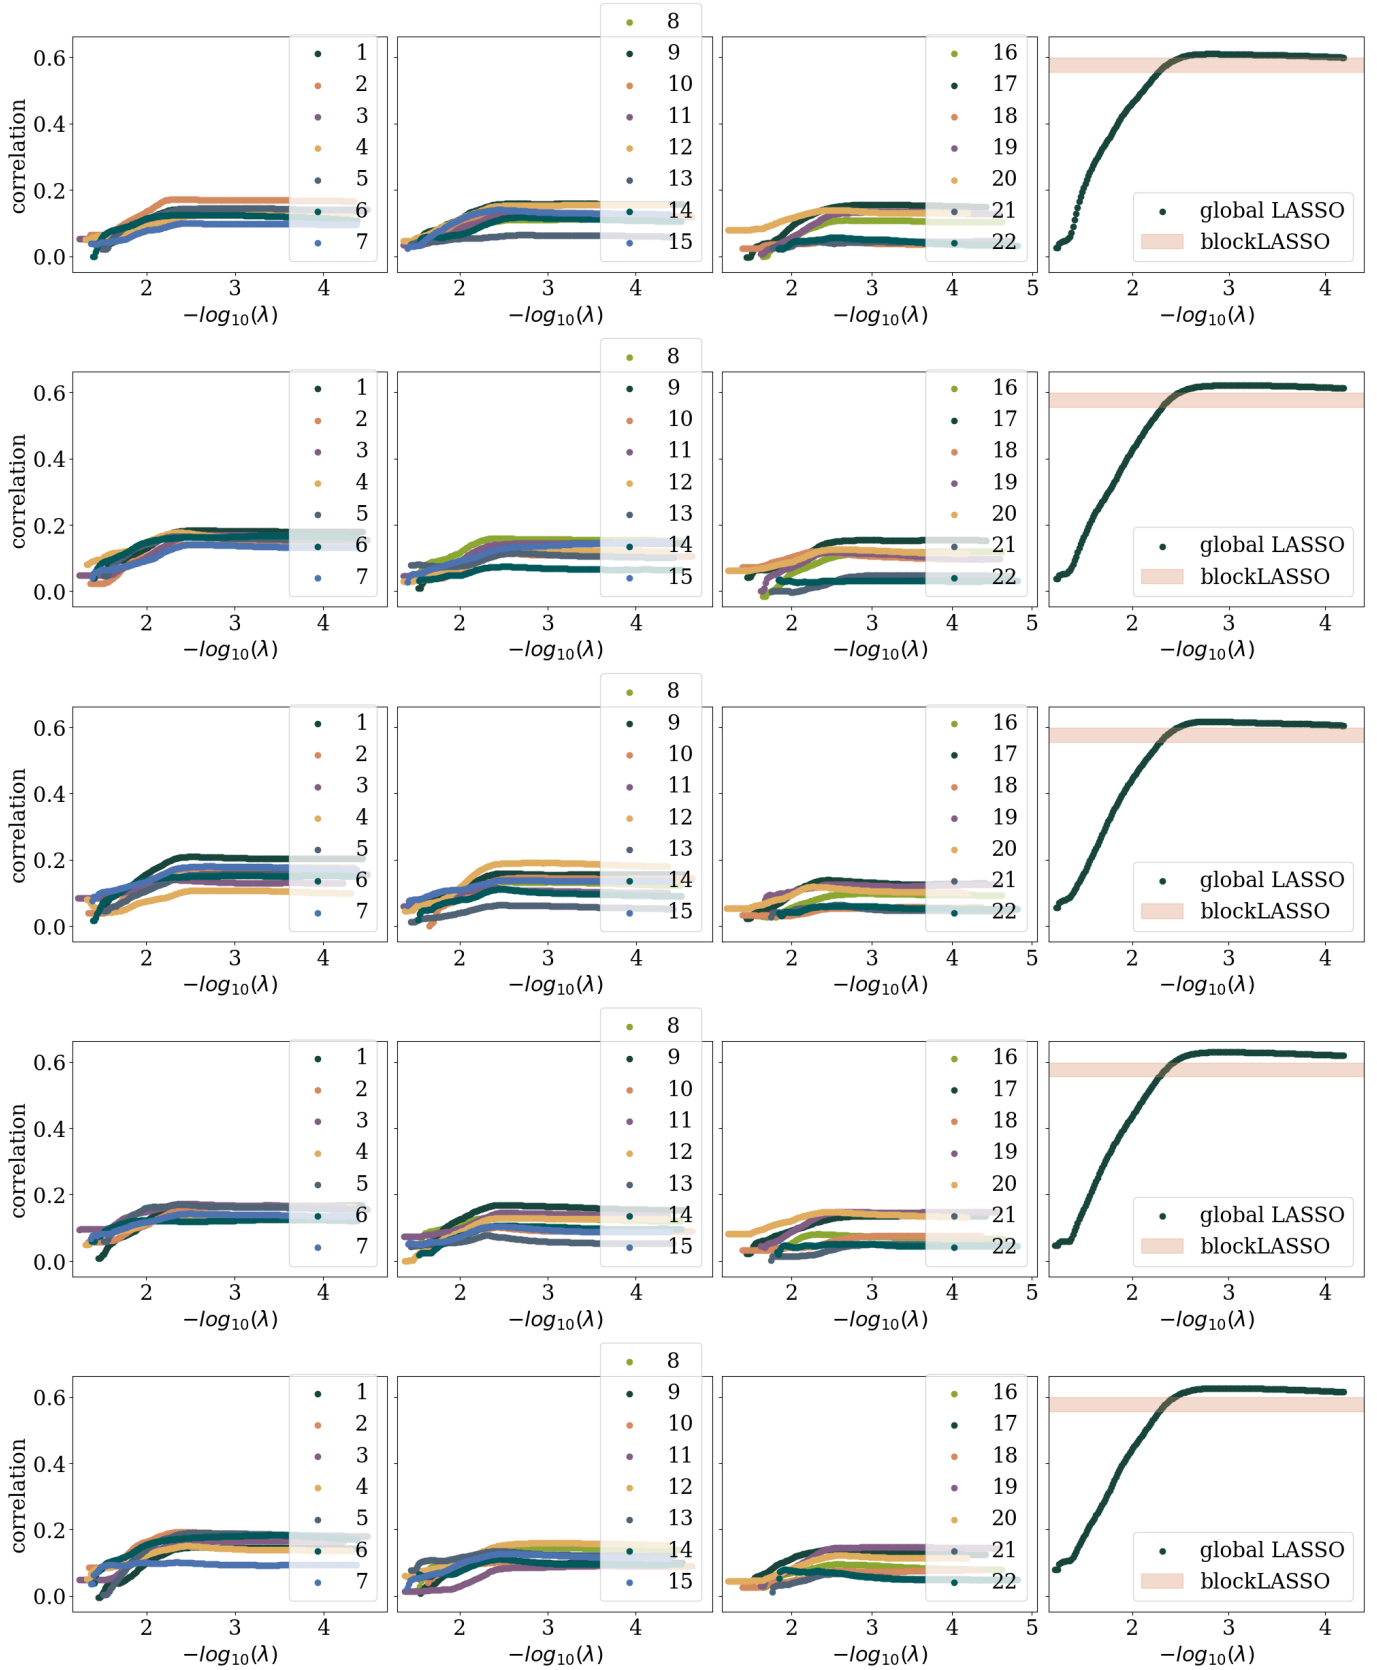 correlation
0.6
0.4
0.2
0.0
1
2
3
4
5
6
7
2 3 4
−log10(λ)
8
9
10
11
12
13
14
15
2 3 4
−log10(λ)
16
17
18
19
20
21
22
2 3 4 5
−log10(λ)
global LASSO
blockLASSO
2 3 4
−log10(λ)
correlation
0.6
0.4
0.2
0.0
1
2
3
4
5
6
7
2 3 4
−log10(λ)
8
9
10
11
12
13
14
15
2 3 4
−log10(λ)
16
17
18
19
20
21
22
2 3 4 5
−log10(λ)
global LASSO
blockLASSO
2 3 4
−log10(λ)
correlation
0.6
0.4
0.2
0.0
1
2
3
4
5
6
7
2 3 4
−log10(λ)
8
9
10
11
12
13
14
15
2 3 4
−log10(λ)
16
17
18
19
20
21
22
2 3 4 5
−log10(λ)
global LASSO
blockLASSO
2 3 4
−log10(λ)
correlation
0.6
0.4
0.2
0.0
1
2
3
4
5
6
7
2 3 4
−log10(λ)
8
9
10
11
12
13
14
15
2 3 4
−log10(λ)
16
17
18
19
20
21
22
2 3 4 5
−log10(λ)
global LASSO
blockLASSO
2 3 4
−log10(λ)
correlation
0.6
0.4
0.2
0.0
1
2
3
4
5
6
7
2 3 4
−log10(λ)
8
9
10
11
12
13
14
15
2 3 4
−log10(λ)
16
17
18
19
20
21
22
2 3 4 5
−log10(λ)
global LASSO
blockLASSO
2 3 4
−log10(λ)